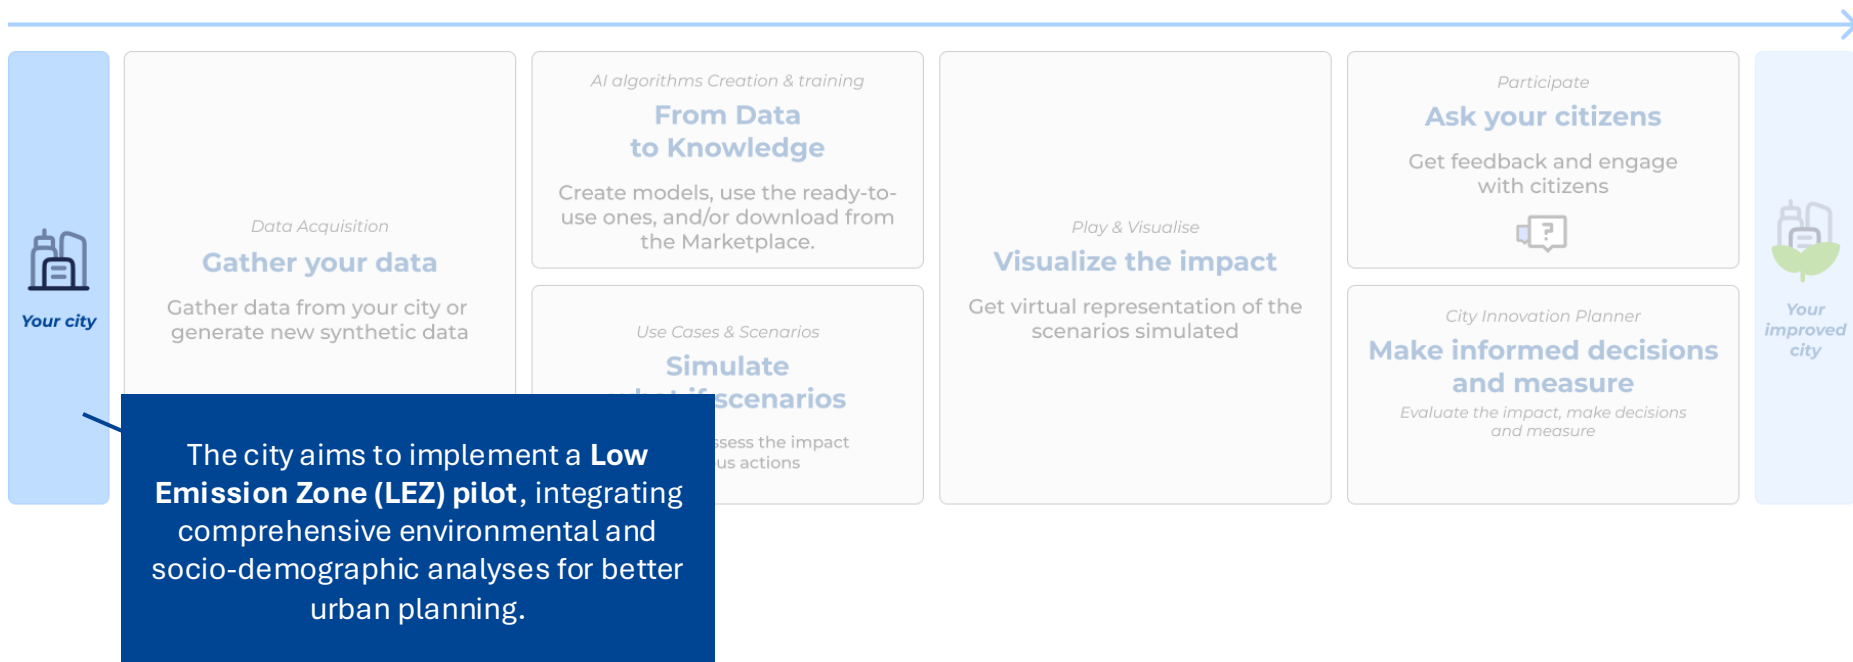 Your city
Data Acquisition
Gather your data
Gather data from your city or
generate new synthetic data
AI algorithms Creation & training
From Data
to Knowledge
Create models, use the ready-to-
use ones, and/or download from
the Marketplace.
Use Cases & Scenarios
Simulate
scenarios
the impact
actions
Play & Visualise
Visualize the impact
Get virtual representation of the
scenarios simulated
Participate
Ask your citizens
Get feedback and engage
with citizens
?
City Innovation Planner
Make informed decisions
and measure
Evaluate the impact, make decisions
and measure
Your
improved
city
The city aims to implement a Low
Emission Zone (LEZ) pilot, integrating
comprehensive environmental and
socio-demographic analyses for better
urban planning.